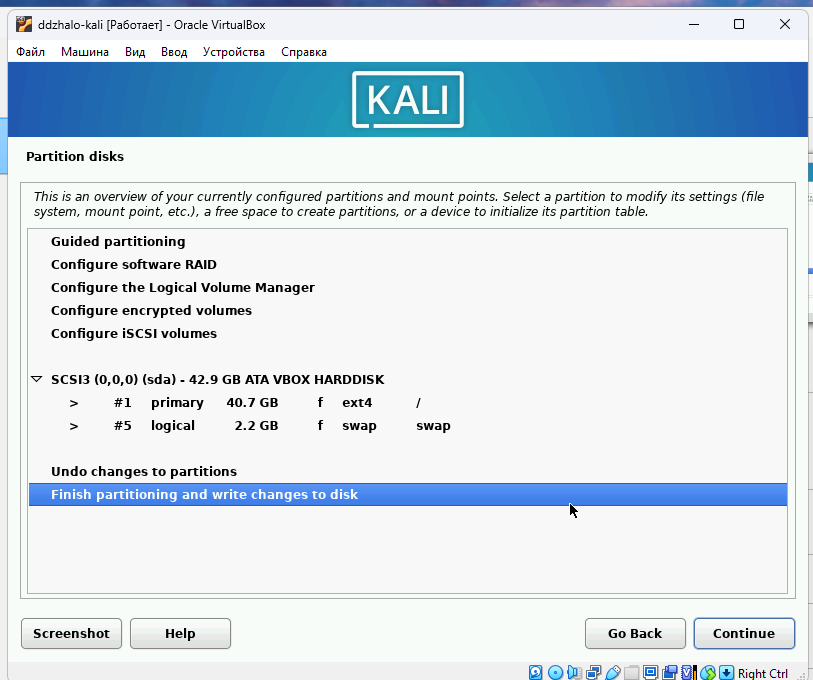 ddzhalo-kali [Работает] - Oracle VirtualBox
Файл Машина Вид Ввод Устройства Справка
KALI
Partition disks
This is an overview of your currently configured partitions and mount points. Select a partition to modify its settings (file
system, mount point, etc.), a free space to create partitions, or a device to initialize its partition table.
Guided partitioning
Configure software RAID
Configure the Logical Volume Manager
Configure encrypted volumes
Configure iSCSI volumes
SCSI3 (0,0,0) (sda) - 42.9 GB ATA VBOX HARDDISK
> #1 primary 40.7 GB f ext4 /
> #5 logical 2.2 GB f swap swap
Undo changes to partitions
Finish partitioning and write changes to disk
Screenshot Help Go Back Continue
Right Ctrl